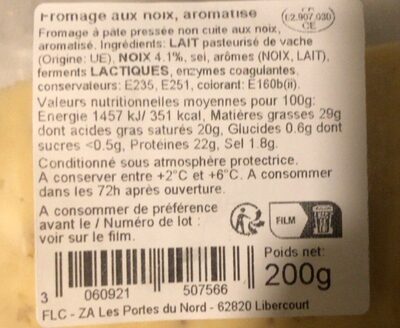 Fromage aux noix, aromatisé
Fromage à pâte pressée non cuite aux noix,
aromatisé. Ingrédients: LAIT pasteurisé de vache
(Origine: UE), NOIX 4.1%, sel, arômes (NOIX, LAIT),
ferments LACTIQUES, enzymes coagulantes,
conservateurs: E235, E251, colorant: E160b(ii).
Valeurs nutritionnelles moyennes pour 100g:
Energie 1457 kJ/ 351 kcal, Matières grasses 29g
dont acides gras saturés 20g, Glucides 0.6g dont
sucres <0.5g, Protéines 22g, Sel 1.8g.
Conditionné sous atmosphère protectrice.
A conserver entre +2°C et +6°C. A consommer
dans les 72h après ouverture.
A consommer de préférence
avant le / Numéro de lot :
voir sur le film.
FILM
Poids net:
200g
3 060921 507566
FLC - ZA Les Portes du Nord - 62820 Libercourt
62.907.030
CE